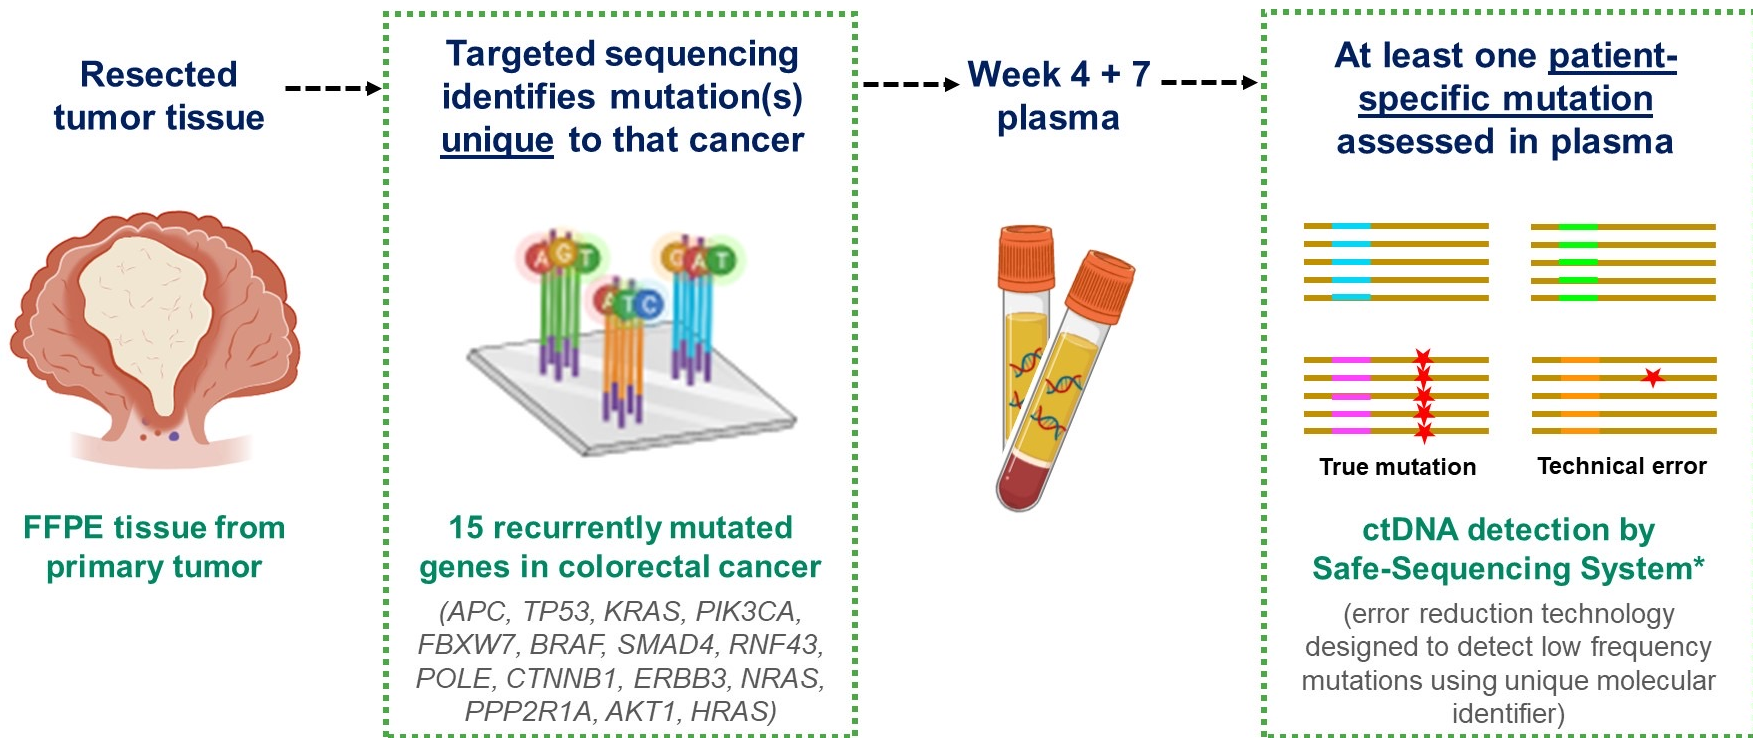 Resected
tumor tissue
FFPE tissue from
primary tumor
Targeted sequencing
identifies mutation(s)
unique to that cancer
A G T
C A T
A T C
15 recurrently mutated
genes in colorectal cancer
(APC, TP53, KRAS, PIK3CA,
FBXW7, BRAF, SMAD4, RNF43,
POLE, CTNNB1, ERBB3, NRAS,
PPP2R1A, AKT1, HRAS)
Week 4 + 7
plasma
At least one patient-
specific mutation
assessed in plasma
True mutation
Technical error
ctDNA detection by
Safe-Sequencing System*
(error reduction technology
designed to detect low frequency
mutations using unique molecular
identifier)